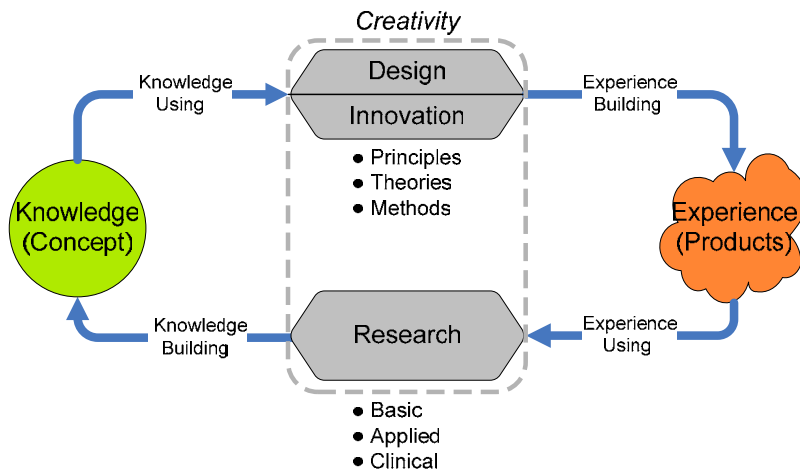 Creativity
Knowledge
Using
Design
Innovation
Experience
Building
● Principles
● Theories
● Methods
Knowledge
(Concept)
Experience
(Products)
Knowledge
Building
Research
Experience
Using
● Basic
● Applied
● Clinical